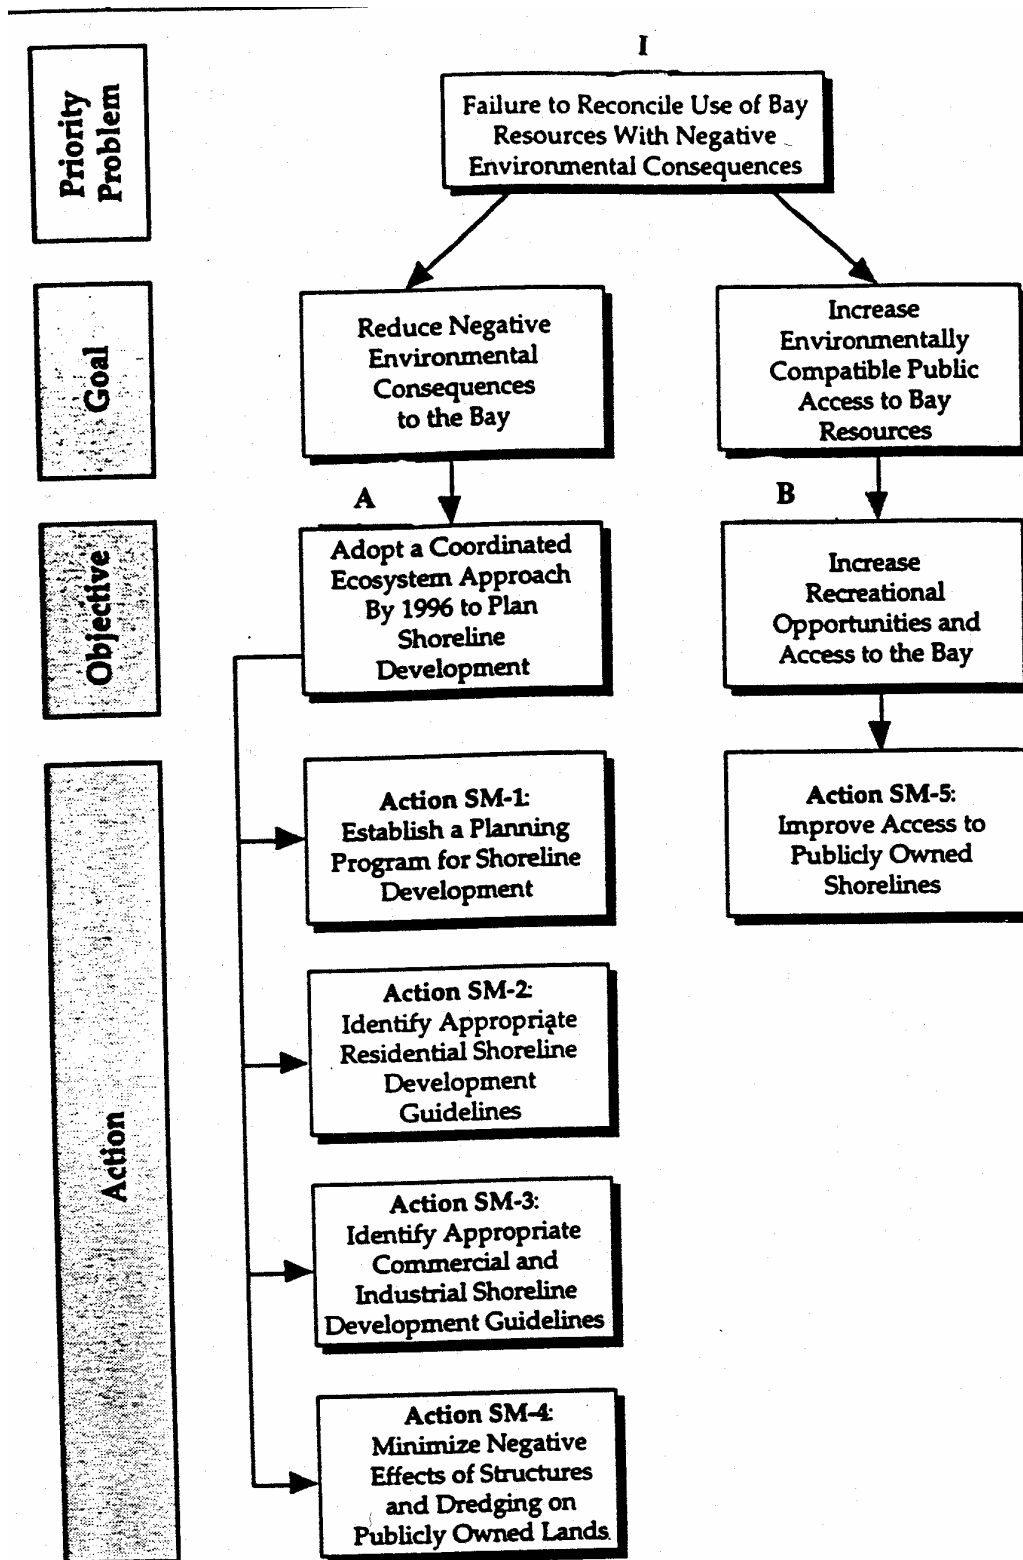 I
Priority
Problem
Failure to Reconcile Use of Bay
Resources With Negative
Environmental Consequences
Goal
Reduce Negative
Environmental
Consequences
to the Bay
Increase
Environmentally
Compatible Public
Access to Bay
Resources
A
B
Objective
Adopt a Coordinated
Ecosystem Approach
By 1996 to Plan
Shoreline
Development
Increase
Recreational
Opportunities and
Access to the Bay
Action
Action SM-1:
Establish a Planning
Program for Shoreline
Development
Action SM-5:
Improve Access to
Publicly Owned
Shorelines
Action SM-2:
Identify Appropriate
Residential Shoreline
Development
Guidelines
Action SM-3:
Identify Appropriate
Commercial and
Industrial Shoreline
Development Guidelines
Action SM-4:
Minimize Negative
Effects of Structures
and Dredging on
Publicly Owned Lands